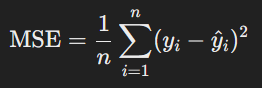 MSE = \frac{1}{n} \sum_{i=1}^{n} (y_i - \hat{y}_i)^2